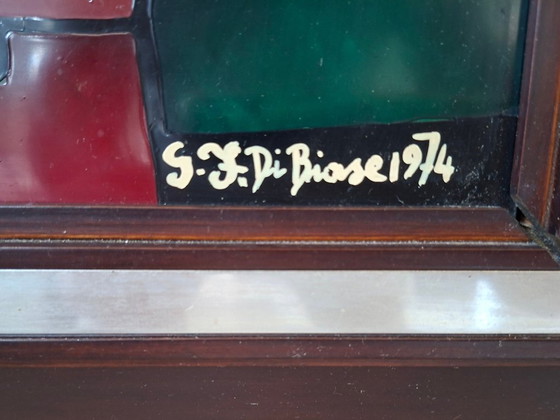 G. F. Di Biase 1974